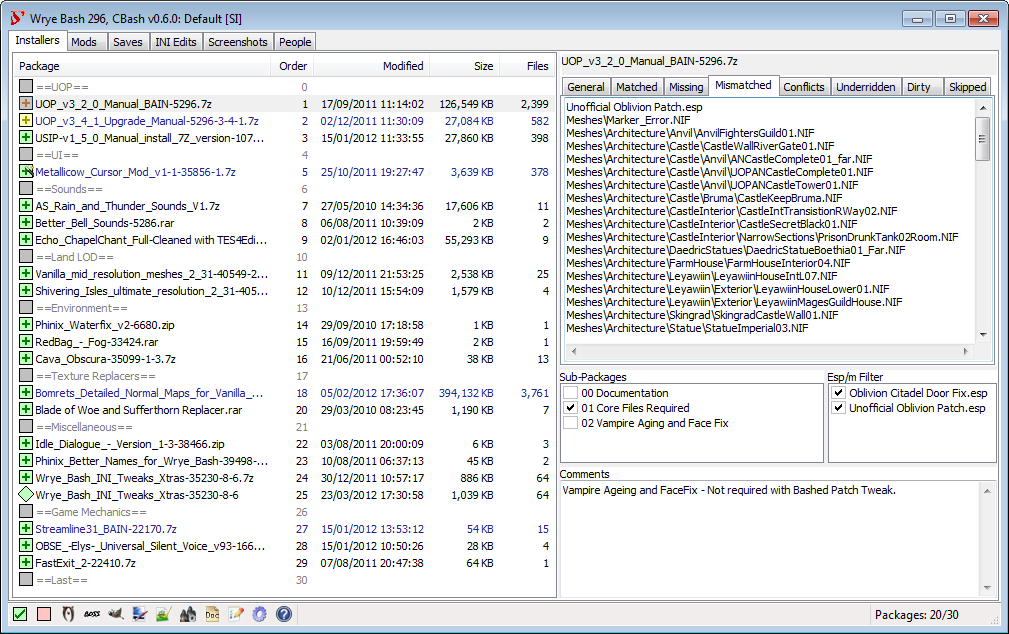 Wrye Bash 296, CBash v0.6.0: Default [SI]
Installers Mods Saves INI Edits Screenshots People
Package Order Modified Size Files
==UOP== 0
UOP_v3_2_0_Manual_BAIN-5296.7z 1 17/09/2011 11:14:02 126,549 KB 2,399
UOP_v3_4_1_Upgrade_Manual-5296-3-4-1.7z 2 02/12/2011 11:30:09 27,084 KB 582
USIP-v1_5_0_Manual_install_7Z_version-107... 3 15/01/2012 11:33:55 27,860 KB 398
==UI== 4
Metallicow_Cursor_Mod_v1-1-35856-1.7z 5 25/10/2011 19:27:47 3,639 KB 378
==Sounds== 6
AS_Rain_and_Thunder_Sounds_V1.7z 7 27/05/2010 14:34:36 17,606 KB 11
Better_Bell_Sounds-5286.rar 8 06/08/2011 10:39:09 2 KB 2
Echo_ChapelChant_Full-Cleaned with TES4Edi... 9 02/01/2012 16:46:03 55,293 KB 9
==Land LOD== 10
Vanilla_mid_resolution_meshes_2_31-40549-2... 11 09/12/2011 21:53:25 2,538 KB 25
Shivering_Isles_ultimate_resolution_2_31-405... 12 10/12/2011 15:54:09 1,579 KB 4
==Environment== 13
Phinix_Waterfix_v2-6680.zip 14 29/09/2010 17:18:58 1 KB 1
RedBag_-_Fog-33424.rar 15 16/09/2011 19:59:49 2 KB 1
Cava_Obscura-35099-1-3.7z 16 21/06/2011 00:52:10 38 KB 13
==Texture Replacers== 17
Bomrets_Detailed_Normal_Maps_for_Vanilla_... 18 05/02/2012 17:36:07 394,132 KB 3,761
Blade of Woe and Sufferthorn Replacer.rar 20 29/03/2010 08:23:45 1,190 KB 7
==Miscellaneous== 21
Idle_Dialogue_-_Version_1-3-38466.zip 22 03/08/2011 20:00:09 6 KB 3
Phinix_Better_Names_for_Wrye_Bash-39498-... 23 10/08/2011 06:37:13 45 KB 2
Wrye_Bash_INI_Tweaks_Xtras-35230-8-6.7z 24 30/12/2011 10:57:17 886 KB 64
Wrye_Bash_INI_Tweaks_Xtras-35230-8-6 25 23/03/2012 17:30:58 1,039 KB 64
==Game Mechanics== 26
Streamline31_BAIN-22170.7z 27 15/01/2012 13:53:12 54 KB 15
OBSE_-Elys-_Universal_Silent_Voice_v93-166... 28 15/01/2012 10:50:26 28 KB 4
FastExit_2-22410.7z 29 07/08/2011 20:47:38 64 KB 1
==Last== 30
UOP_v3_2_0_Manual_BAIN-5296.7z
General Matched Missing Mismatched Conflicts Underridden Dirty Skipped
Unofficial Oblivion Patch.esp
Meshes\Marker_Error.NIF
Meshes\Architecture\Anvil\AnvilFightersGuild01.NIF
Meshes\Architecture\Castle\CastleWallRiverGate01.NIF
Meshes\Architecture\Castle\Anvil\ANCastleComplete01_far.NIF
Meshes\Architecture\Castle\Anvil\UOPANCastleComplete01.NIF
Meshes\Architecture\Castle\Anvil\UOPANCastleTower01.NIF
Meshes\Architecture\Castle\Bruma\CastleKeepBruma.NIF
Meshes\Architecture\CastleInterior\CastleIntTransistionRWay02.NIF
Meshes\Architecture\CastleInterior\CastleSecretBlack01.NIF
Meshes\Architecture\CastleInterior\NarrowSections\PrisonDrunkTank02Room.NIF
Meshes\Architecture\DaedricStatues\DaedricStatueBoethia01_Far.NIF
Meshes\Architecture\FarmHouse\FarmHouseInterior04.NIF
Meshes\Architecture\Leyawiin\LeyawiinHouseIntL07.NIF
Meshes\Architecture\Leyawiin\Exterior\LeyawiinHouseLower01.NIF
Meshes\Architecture\Leyawiin\Exterior\LeyawiinMagesGuildHouse.NIF
Meshes\Architecture\Skingrad\SkingradCastleWall01.NIF
Meshes\Architecture\Statue\StatueImperial03.NIF
Sub-Packages
00 Documentation
01 Core Files Required
02 Vampire Aging and Face Fix
Esp/m Filter
Oblivion Citadel Door Fix.esp
Unofficial Oblivion Patch.esp
Comments
Vampire Ageing and FaceFix - Not required with Bashed Patch Tweak.
BOSS
Doc
Packages: 20/30